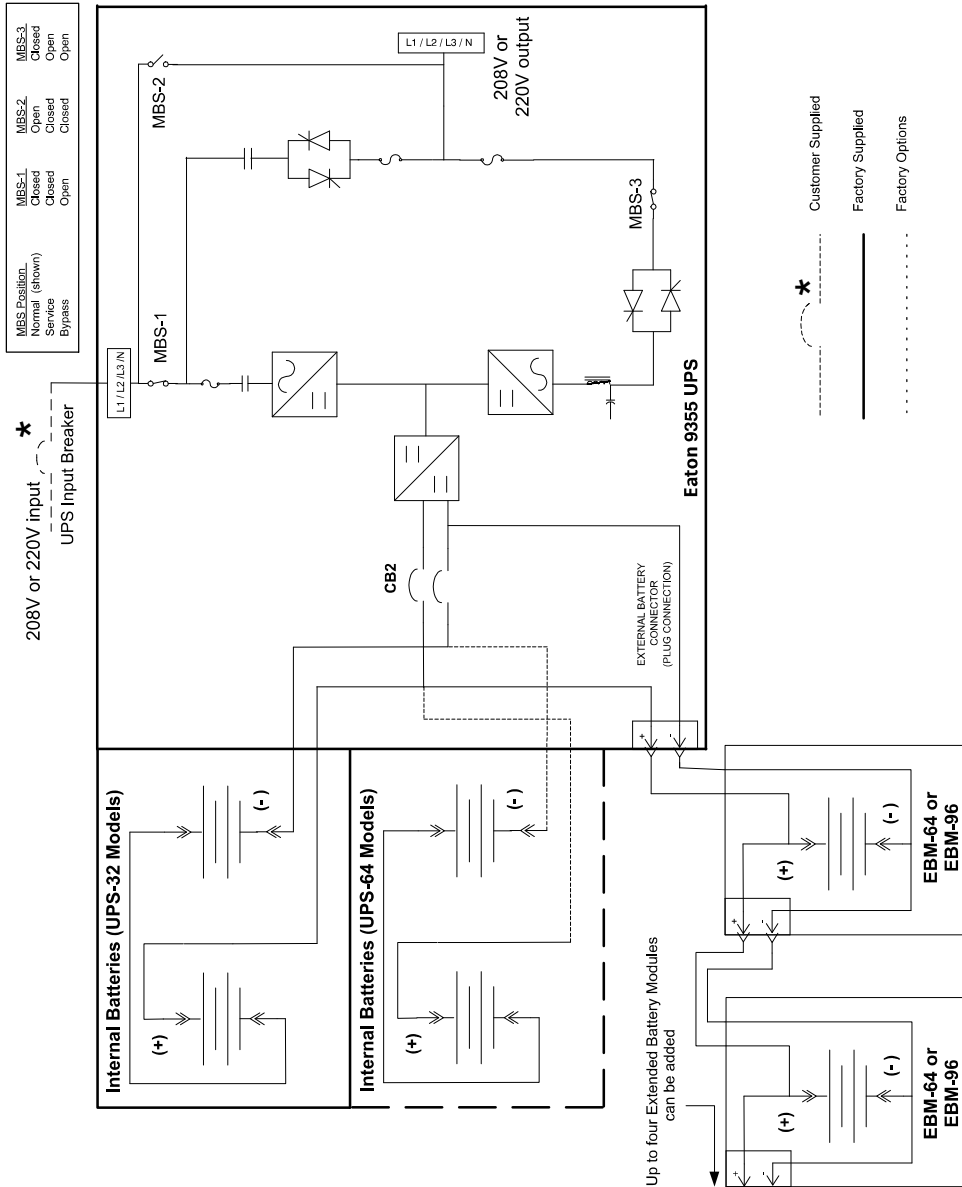 MBS Position MBS-1 MBS-2 MBS-3
Normal (shown) Closed Open Closed
Service Closed Closed Open
Bypass Open Closed Open
208V or 220V input
*
UPS Input Breaker
L1 / L2 /L3 /N
MBS-1
MBS-2
L1 / L2 / L3 / N
208V or
220V output
MBS-3
CB2
EXTERNAL BATTERY
CONNECTOR
(PLUG CONNECTION)
+
-
Eaton 9355 UPS
Internal Batteries (UPS-32 Models)
(+)
(-)
Internal Batteries (UPS-64 Models)
(+)
(-)
Up to four Extended Battery Modules
can be added
+
-
(+)
(-)
EBM-64 or
EBM-96
+
-
(+)
(-)
EBM-64 or
EBM-96
*
Customer Supplied
Factory Supplied
Factory Options